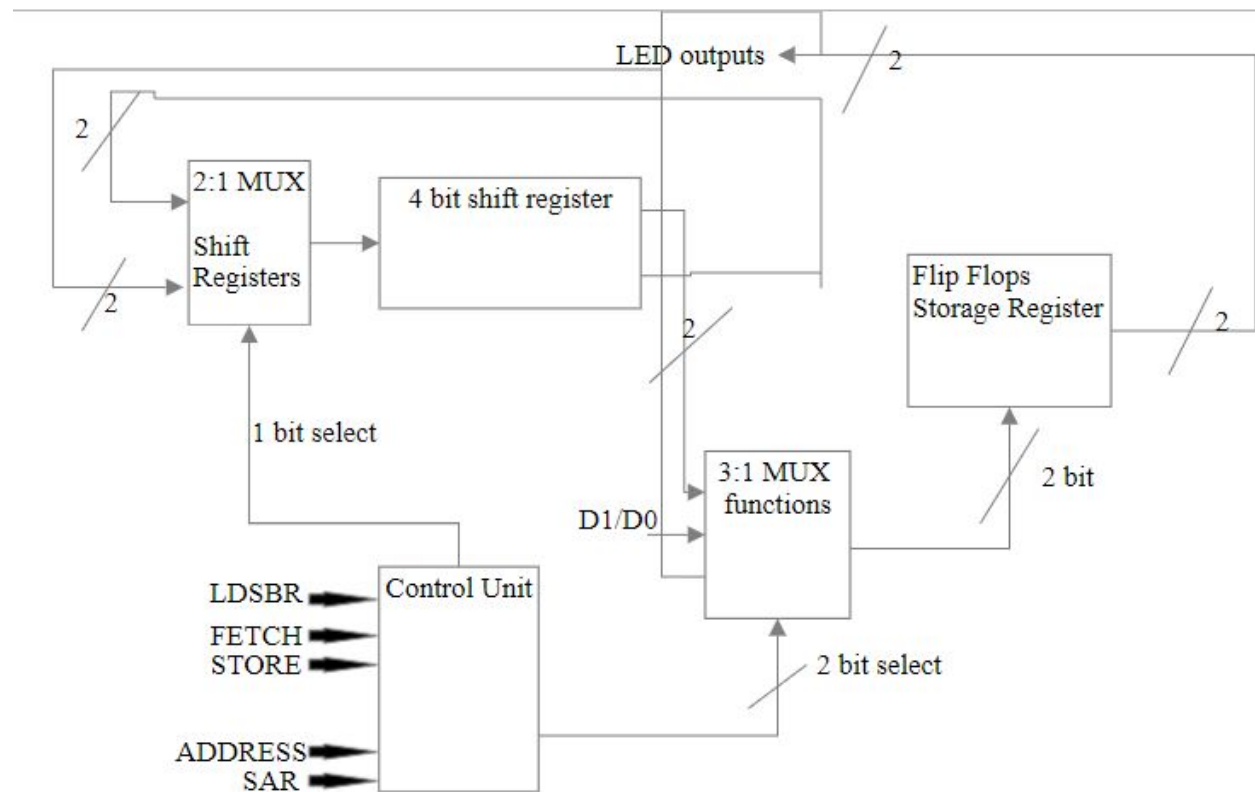 LED outputs
2
2
2:1 MUX
Shift
Registers
4 bit shift register
2
2
Flip Flops
Storage Register
2
1 bit select
3:1 MUX
functions
2 bit
D1/D0
Control Unit
LDSBR
FETCH
STORE
2 bit select
ADDRESS
SAR